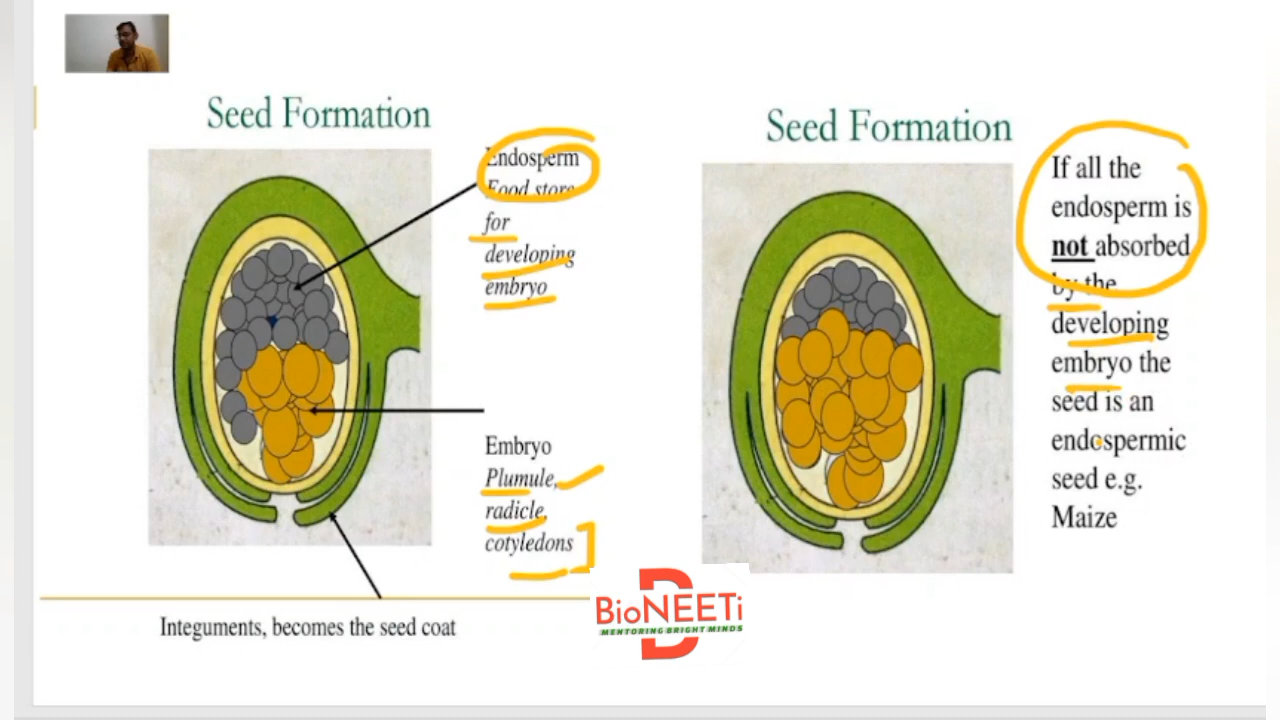 Seed Formation
Endosperm
Food store
for
developing
embryo
Embryo
Plumule,
radicle,
cotyledons
Integuments, becomes the seed coat
Seed Formation
If all the
endosperm is
not absorbed
by the
developing
embryo the
seed is an
endospermic
seed e.g.
Maize
BioNEETi
MENTORING BRIGHT MINDS